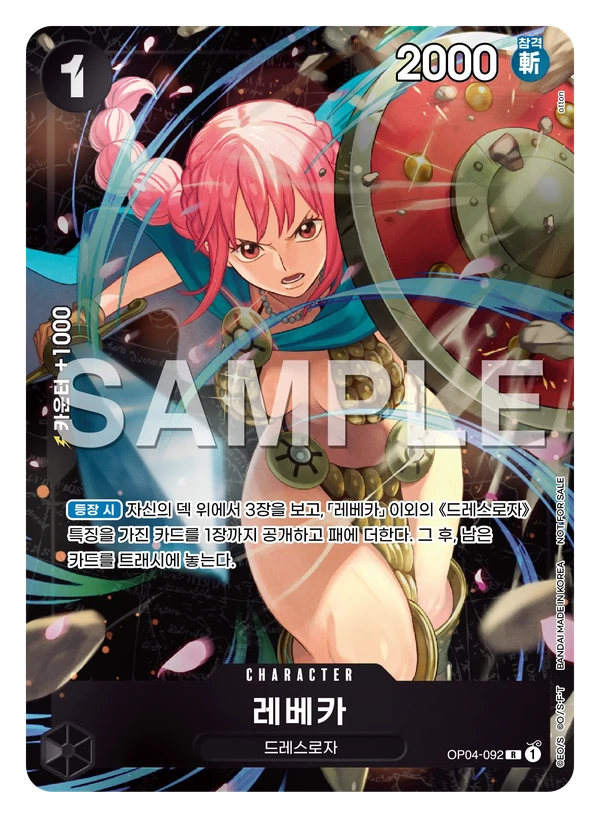 1
2000
참격
斬
otton
카운터 +1000
SAMPLE
등장 시 자신의 덱 위에서 3장을 보고, 「레베카」 이외의 《드레스로자》
특징을 가진 카드를 1장까지 공개하고 패에 더한다. 그 후, 남은
카드를 트래시에 놓는다.
©EO/S ©O/S·F·T BANDAI MADE IN KOREA NOT FOR SALE
CHARACTER
레베카
드레스로자
OP04-092 R 1